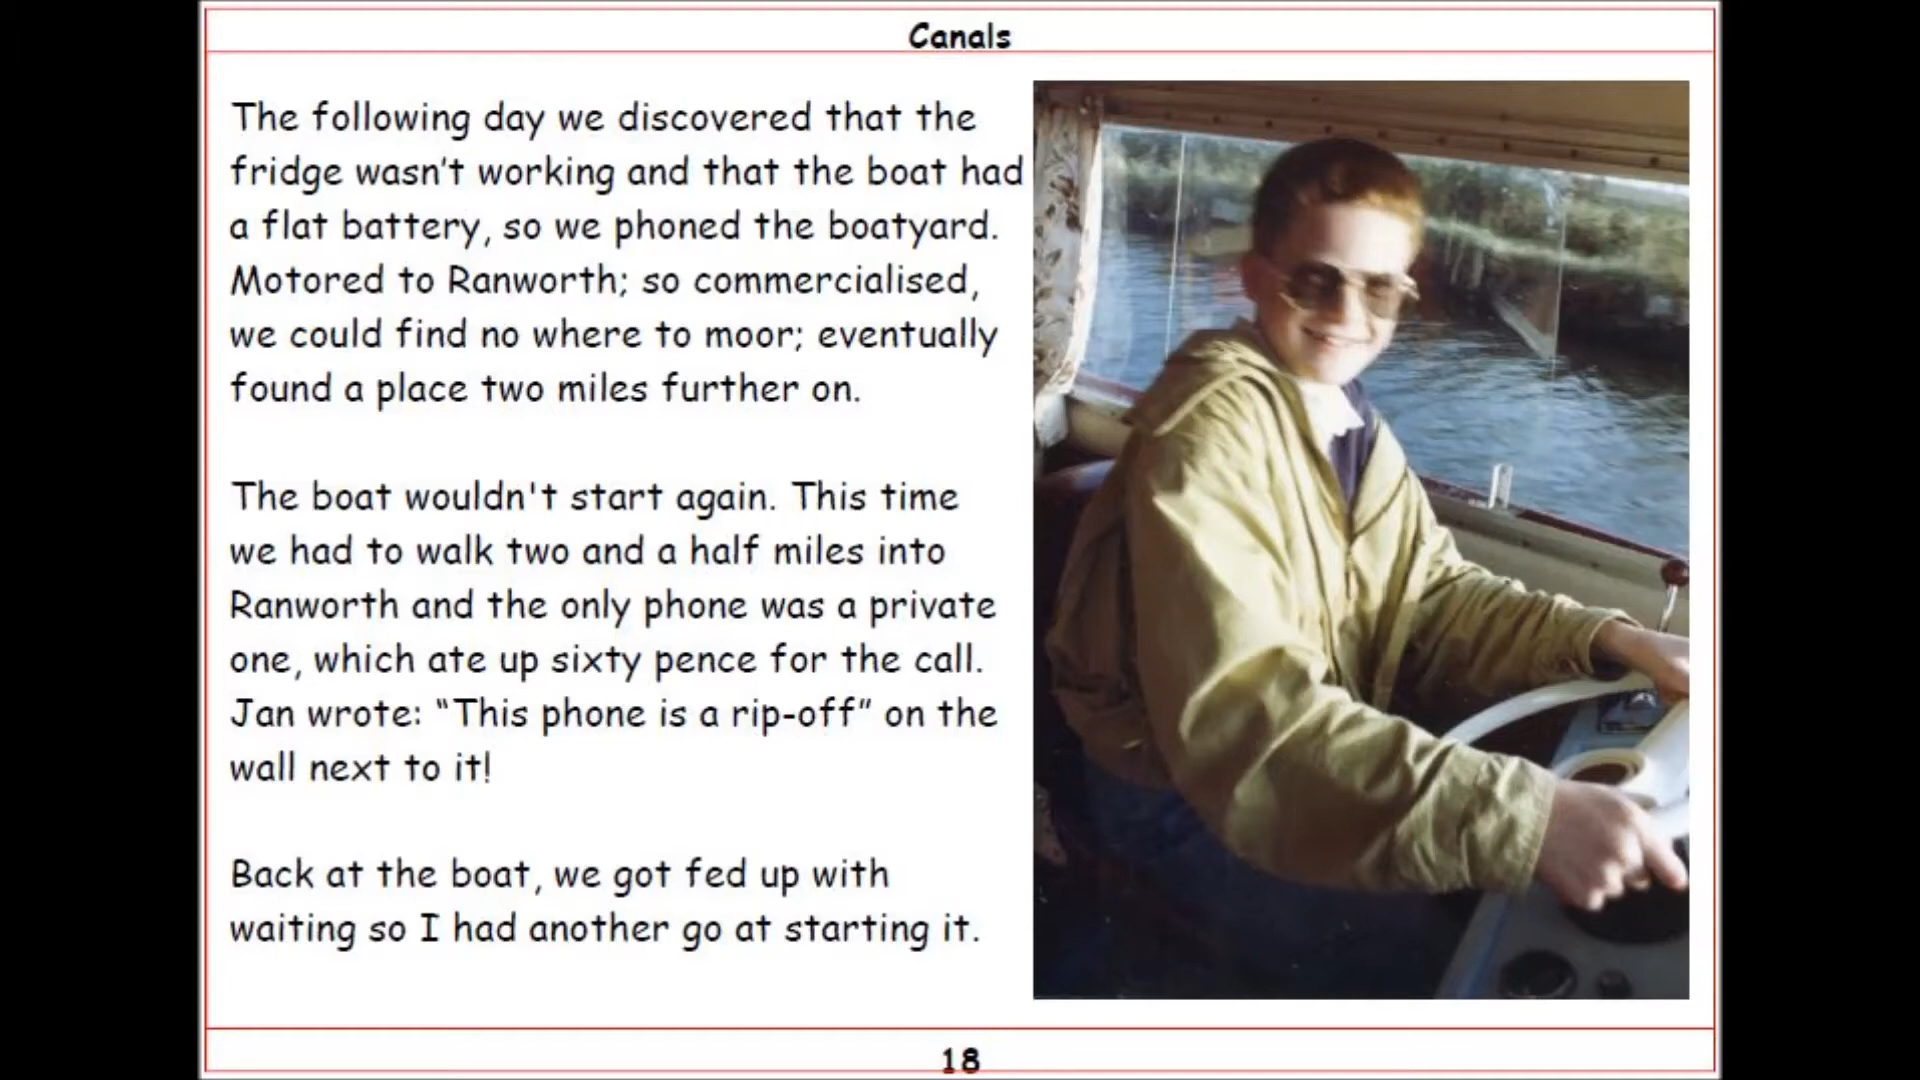 Canals
The following day we discovered that the
fridge wasn’t working and that the boat had
a flat battery, so we phoned the boatyard.
Motored to Ranworth; so commercialised,
we could find no where to moor; eventually
found a place two miles further on.
The boat wouldn't start again. This time
we had to walk two and a half miles into
Ranworth and the only phone was a private
one, which ate up sixty pence for the call.
Jan wrote: “This phone is a rip-off” on the
wall next to it!
Back at the boat, we got fed up with
waiting so I had another go at starting it.
18